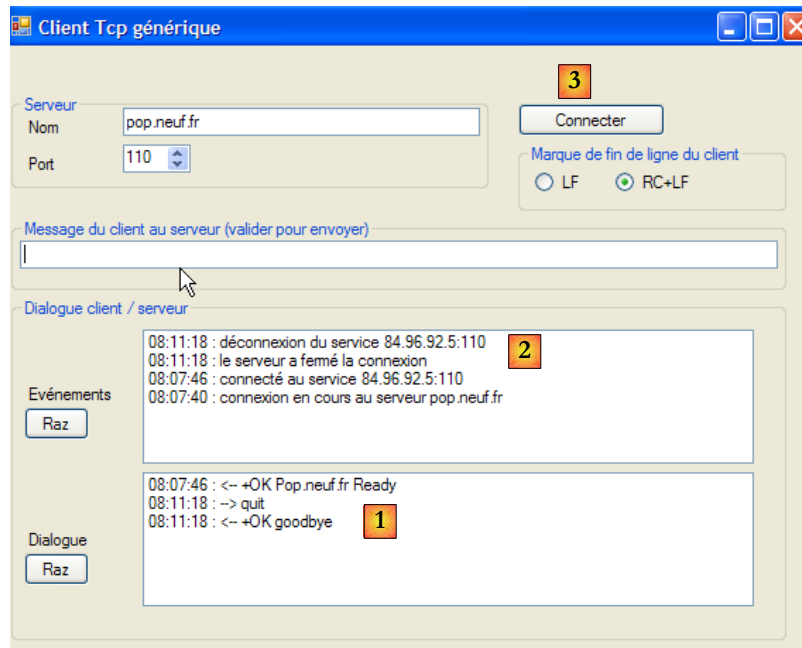 Client Tcp générique
3
Serveur
Nom
pop.neuf.fr
Connecter
Port
110
Marque de fin de ligne du client
LF
RC+LF
Message du client au serveur (valider pour envoyer)
Dialogue client / serveur
08:11:18 : déconnexion du service 84.96.92.5:110
2
08:11:18 : le serveur a fermé la connexion
08:07:46 : connecté au service 84.96.92.5:110
Evénements
08:07:40 : connexion en cours au serveur pop.neuf.fr
Raz
08:07:46 : <-- +OK Pop.neuf.fr Ready
08:11:18 : --> quit
08:11:18 : <-- +OK goodbye
1
Dialogue
Raz